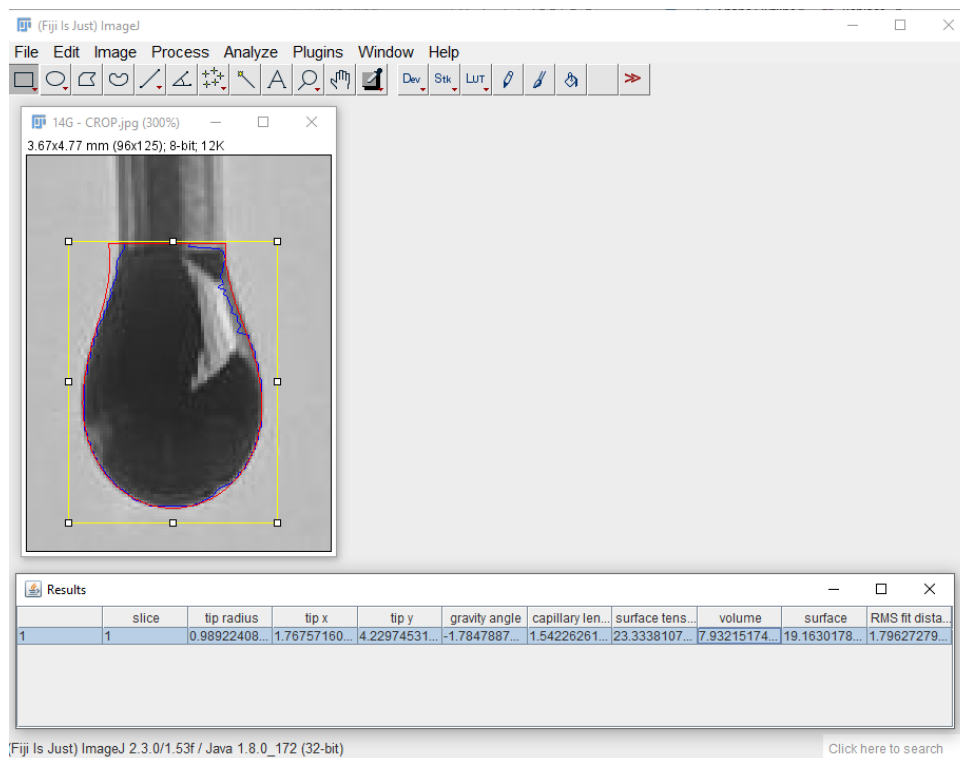 (Fiji Is Just) ImageJ
File Edit Image Process Analyze Plugins Window Help
A Dev Stk LUT >>
14G - CROP.jpg (300%)
3.67x4.77 mm (96x125); 8-bit; 12K
Results
slice tip radius tip x tip y gravity angle capillary len... surface tens... volume surface RMS fit dista...
1 1 0.98922408... 1.76757160... 4.22974531... -1.7847887... 1.54226261... 23.3338107... 7.93215174... 19.1630178... 1.79627279...
(Fiji Is Just) ImageJ 2.3.0/1.53f / Java 1.8.0_172 (32-bit)
Click here to search